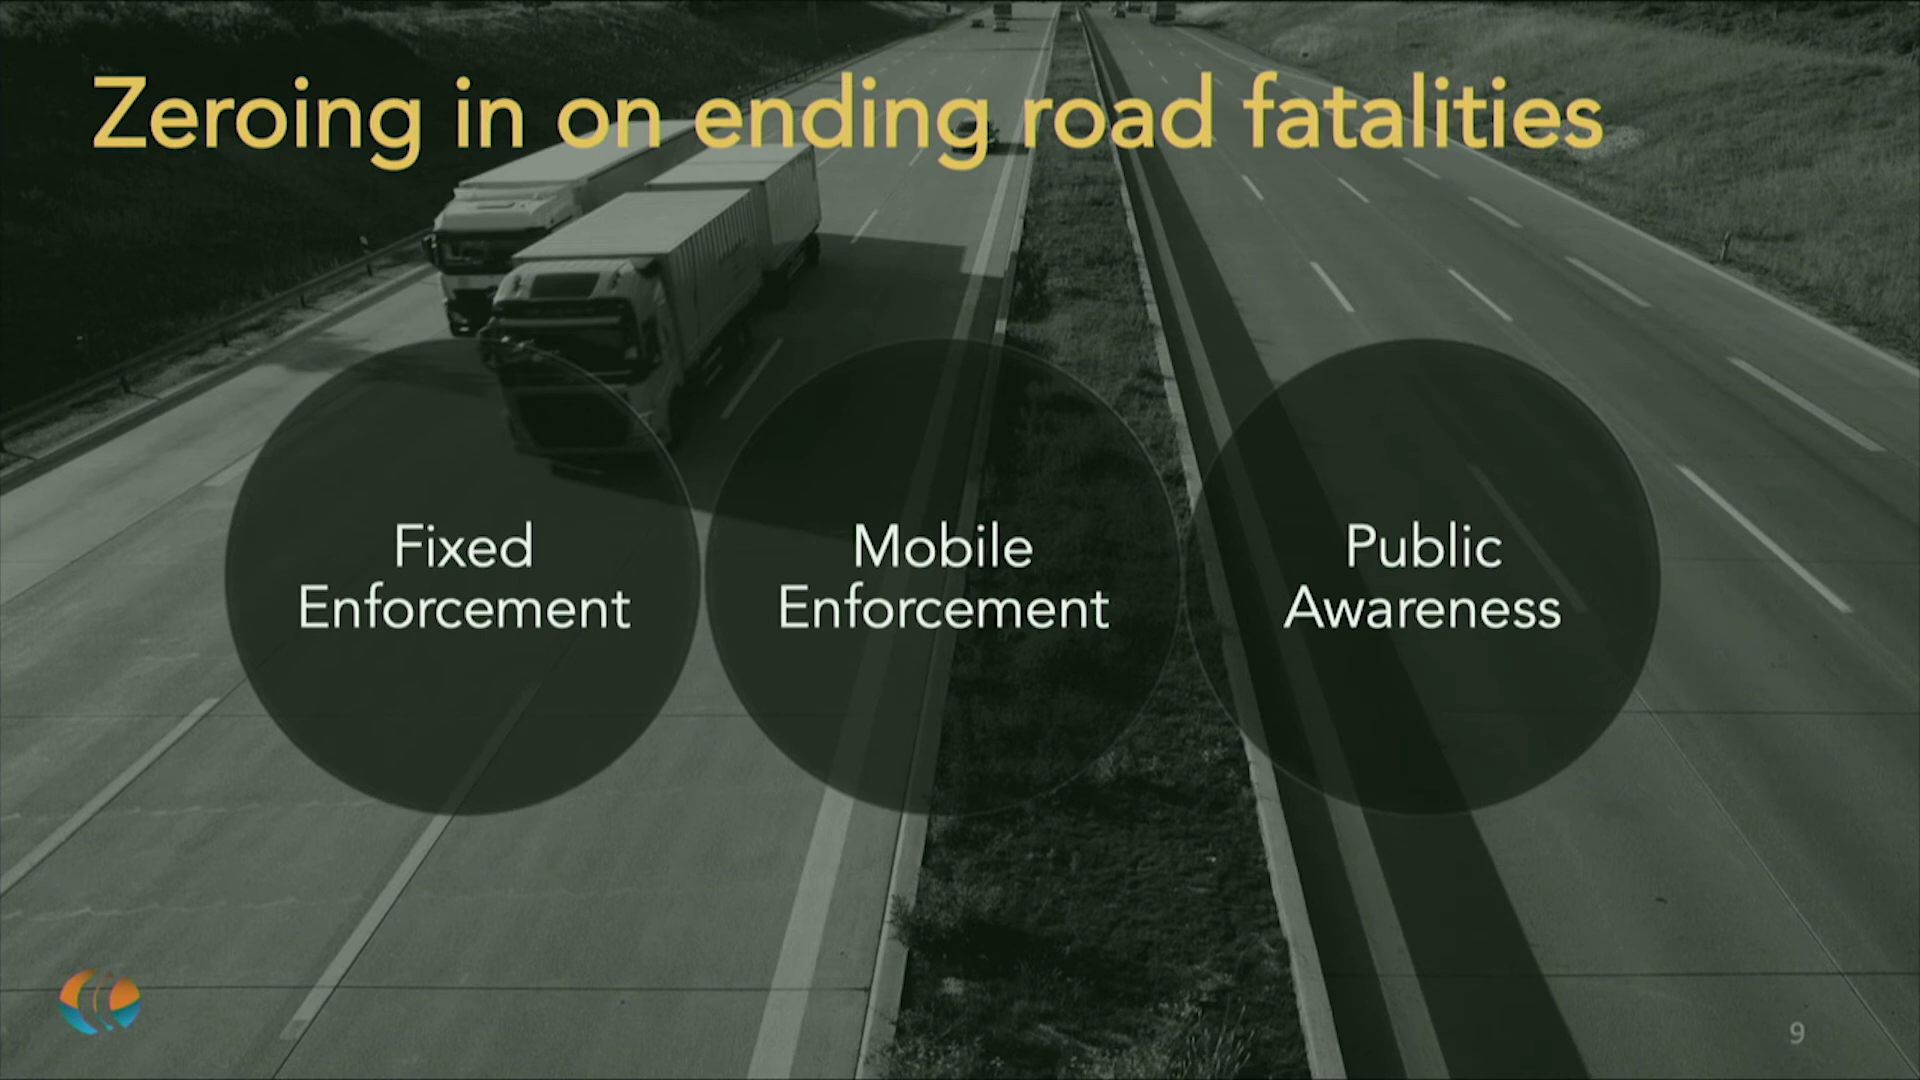 Zeroing in on ending road fatalities
Fixed
Enforcement
Mobile
Enforcement
Public
Awareness
9